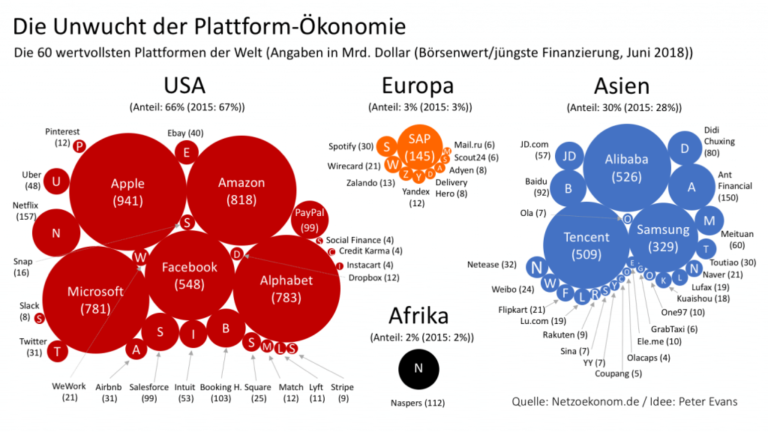 Die Unwucht der Plattform-Ökonomie
Die 60 wertvollsten Plattformen der Welt (Angaben in Mrd. Dollar (Börsenwert/jüngste Finanzierung, Juni 2018))
USA
(Anteil: 66% (2015: 67%))
Pinterest
(12)
P
Ebay (40)
E
Uber
(48)
U
Apple
(941)
Amazon
(818)
Netflix
(157)
N
PayPal
(99)
S
Snap
(16)
S
Social Finance (4)
C
Credit Karma (4)
I
Instacart (4)
W
D
Dropbox (12)
Facebook
(548)
Microsoft
(781)
Alphabet
(783)
Slack
(8)
S
Twitter
(31)
T
A
S
I
B
S
M
L
S
WeWork
(21)
Airbnb
(31)
Salesforce
(99)
Intuit
(53)
Booking H.
(103)
Square
(25)
Match
(12)
Lyft
(11)
Stripe
(9)
Europa
(Anteil: 3% (2015: 3%))
Spotify (30)
S
SAP
(145)
M
Mail.ru (6)
S
Scout24 (6)
Wirecard (21)
W
A
Adyen (8)
Zalando (13)
Z
Y
D
Delivery
Hero (8)
Yandex
(12)
Afrika
(Anteil: 2% (2015: 2%))
N
Naspers (112)
Asien
(Anteil: 30% (2015: 28%))
JD.com
(57)
JD
Alibaba
(526)
D
Didi
Chuxing
(80)
Baidu
(92)
B
A
Ant
Financial
(150)
Ola (7)
O
Tencent
(509)
Samsung
(329)
M
Meituan
(60)
T
Toutiao (30)
Netease (32)
N
N
Naver (21)
Weibo (24)
W
L
Lufax (19)
Flipkart (21)
F
K
Kuaishou (18)
Lu.com (19)
L
O
One97 (10)
Rakuten (9)
R
G
GrabTaxi (6)
Sina (7)
S
E
Ele.me (10)
YY (7)
Y
O
Olacaps (4)
Coupang (5)
C
Quelle: Netzoekonom.de / Idee: Peter Evans